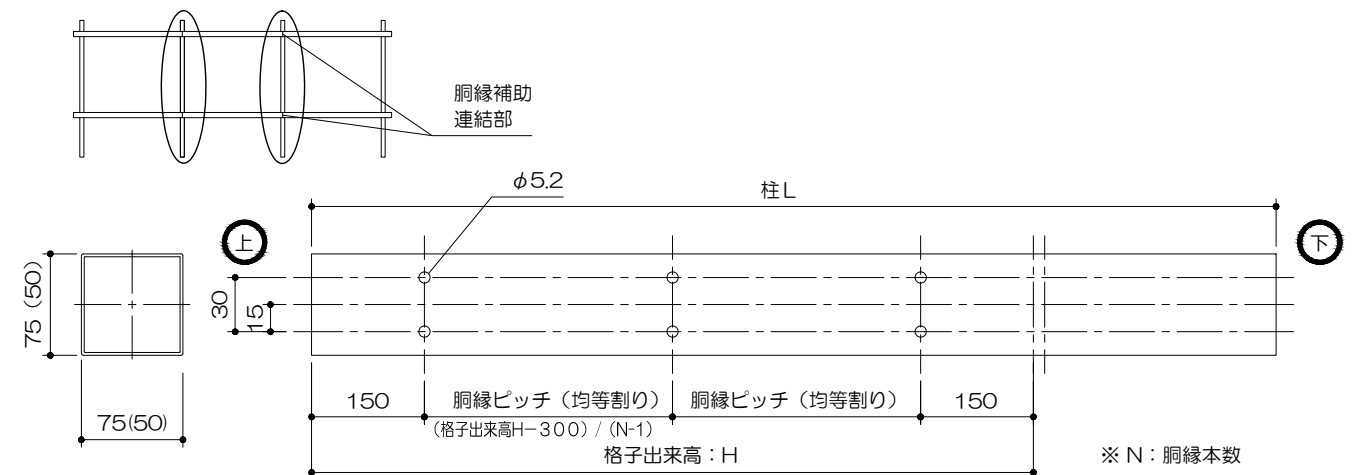 胴縁補助
連結部
φ5.2
柱L
上
下
75 (50)
30
15
150
胴縁ピッチ（均等割り）
胴縁ピッチ（均等割り）
150
75(50)
（格子出来高H−300）/（N-1）
格子出来高：H
※ N：胴縁本数